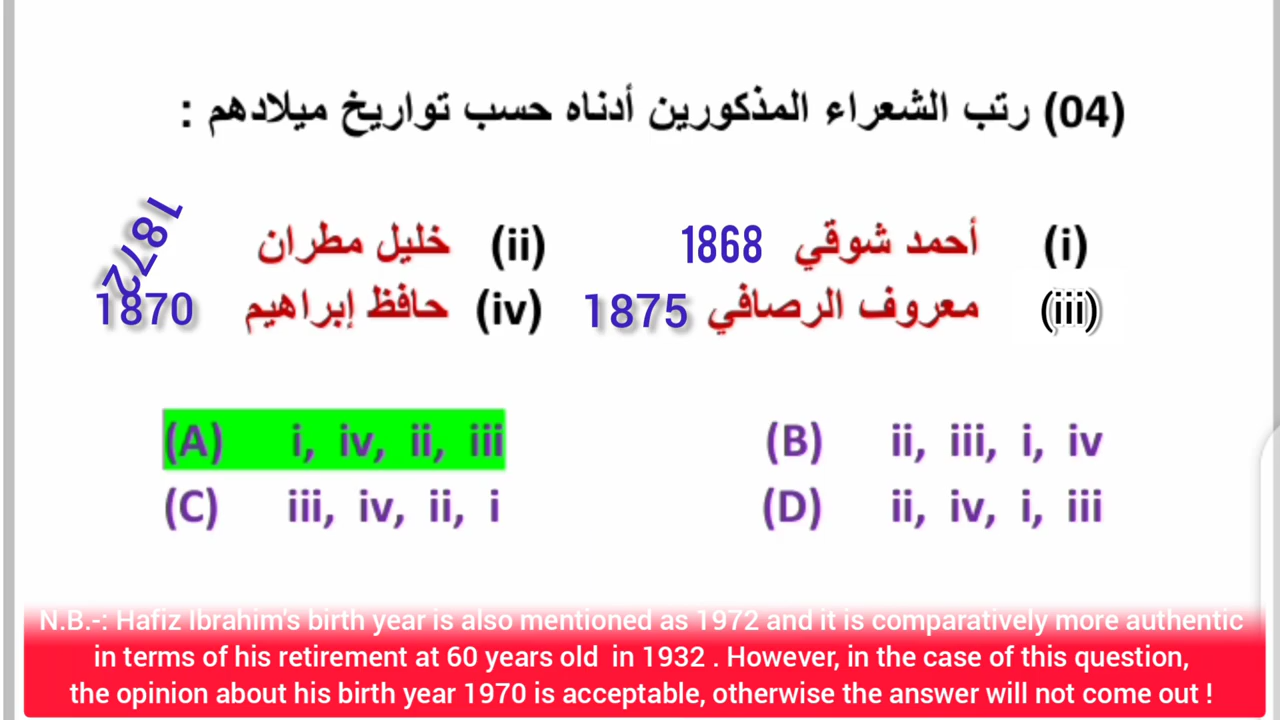 (04) رتب الشعراء المذكورين أدناه حسب تواريخ ميلادهم :
(i) أحمد شوقي 1868 (ii) خليل مطران 1872
(iii) معروف الرصافي 1875 (iv) حافظ إبراهيم 1870
(A) i, iv, ii, iii (B) ii, iii, i, iv
(C) iii, iv, ii, i (D) ii, iv, i, iii
N.B.-: Hafiz Ibrahim's birth year is also mentioned as 1972 and it is comparatively more authentic
in terms of his retirement at 60 years old in 1932 . However, in the case of this question,
the opinion about his birth year 1970 is acceptable, otherwise the answer will not come out !